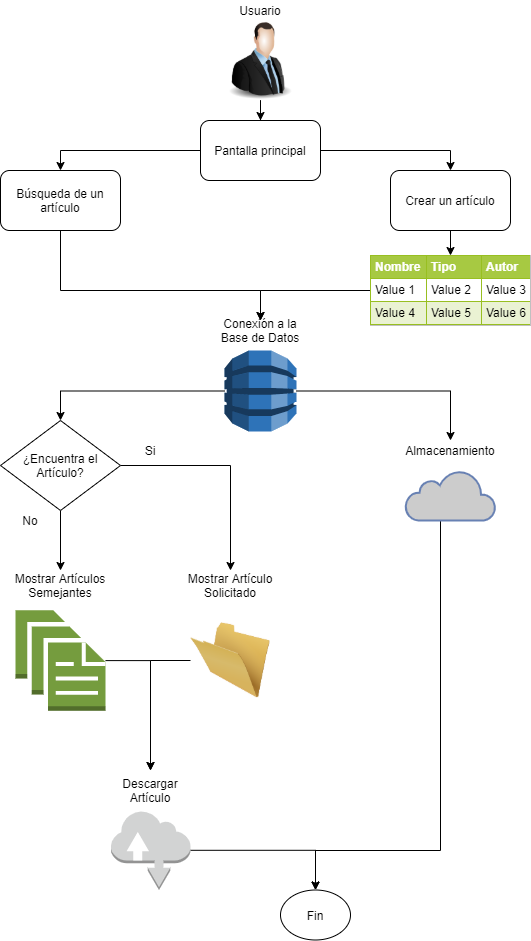 Usuario
Pantalla principal
Búsqueda de un
artículo
Crear un artículo
Nombre Tipo Autor
Value 1 Value 2 Value 3
Value 4 Value 5 Value 6
Conexión a la
Base de Datos
¿Encuentra el
Artículo?
Si
Almacenamiento
No
Mostrar Artículos
Semejantes
Mostrar Artículo
Solicitado
Descargar
Artículo
Fin